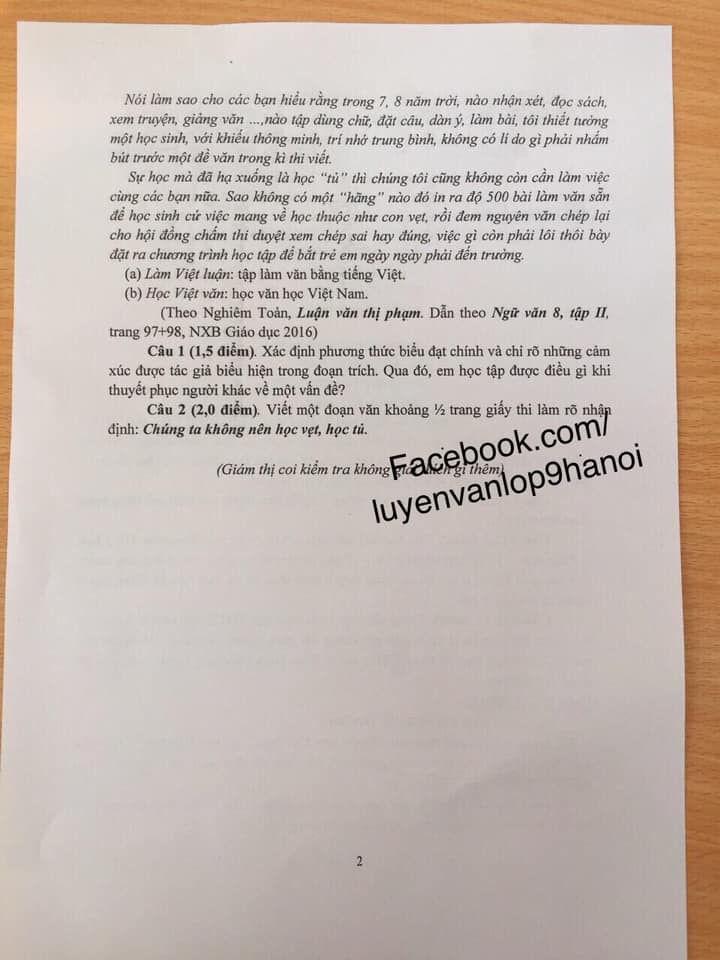 Nói làm sao cho các bạn hiểu rằng trong 7, 8 năm trời, nào nhận xét, đọc sách,
xem truyện, giảng văn …,nào tập dùng chữ, đặt câu, dàn ý, làm bài, tôi thiết tưởng
một học sinh, với khiếu thông minh, trí nhớ trung bình, không có lí do gì phải nhấm
bút trước một đề văn trong kì thi viết.
Sự học mà đã hạ xuống là học “tủ” thì chúng tôi cũng không còn cần làm việc
cùng các bạn nữa. Sao không có một “hãng” nào đó in ra độ 500 bài làm văn sẵn
để học sinh cứ việc mang về học thuộc như con vẹt, rồi đem nguyên văn chép lại
cho hội đồng chấm thi duyệt xem chép sai hay đúng, việc gì còn phải lôi thôi bày
đặt ra chương trình học tập để bắt trẻ em ngày ngày phải đến trường.
(a) Làm Việt luận: tập làm văn bằng tiếng Việt.
(b) Học Việt văn: học văn học Việt Nam.
(Theo Nghiêm Toản, Luận văn thị phạm. Dẫn theo Ngữ văn 8, tập II,
trang 97+98, NXB Giáo dục 2016)
Câu 1 (1,5 điểm). Xác định phương thức biểu đạt chính và chỉ rõ những cảm
xúc được tác giả biểu hiện trong đoạn trích. Qua đó, em học tập được điều gì khi
thuyết phục người khác về một vấn đề?
Câu 2 (2,0 điểm). Viết một đoạn văn khoảng ½ trang giấy thi làm rõ nhận
định: Chúng ta không nên học vẹt, học tủ.
(Giám thị coi kiểm tra không gì thêm)
Facebook.com/
luyenvanlop9hanoi
2